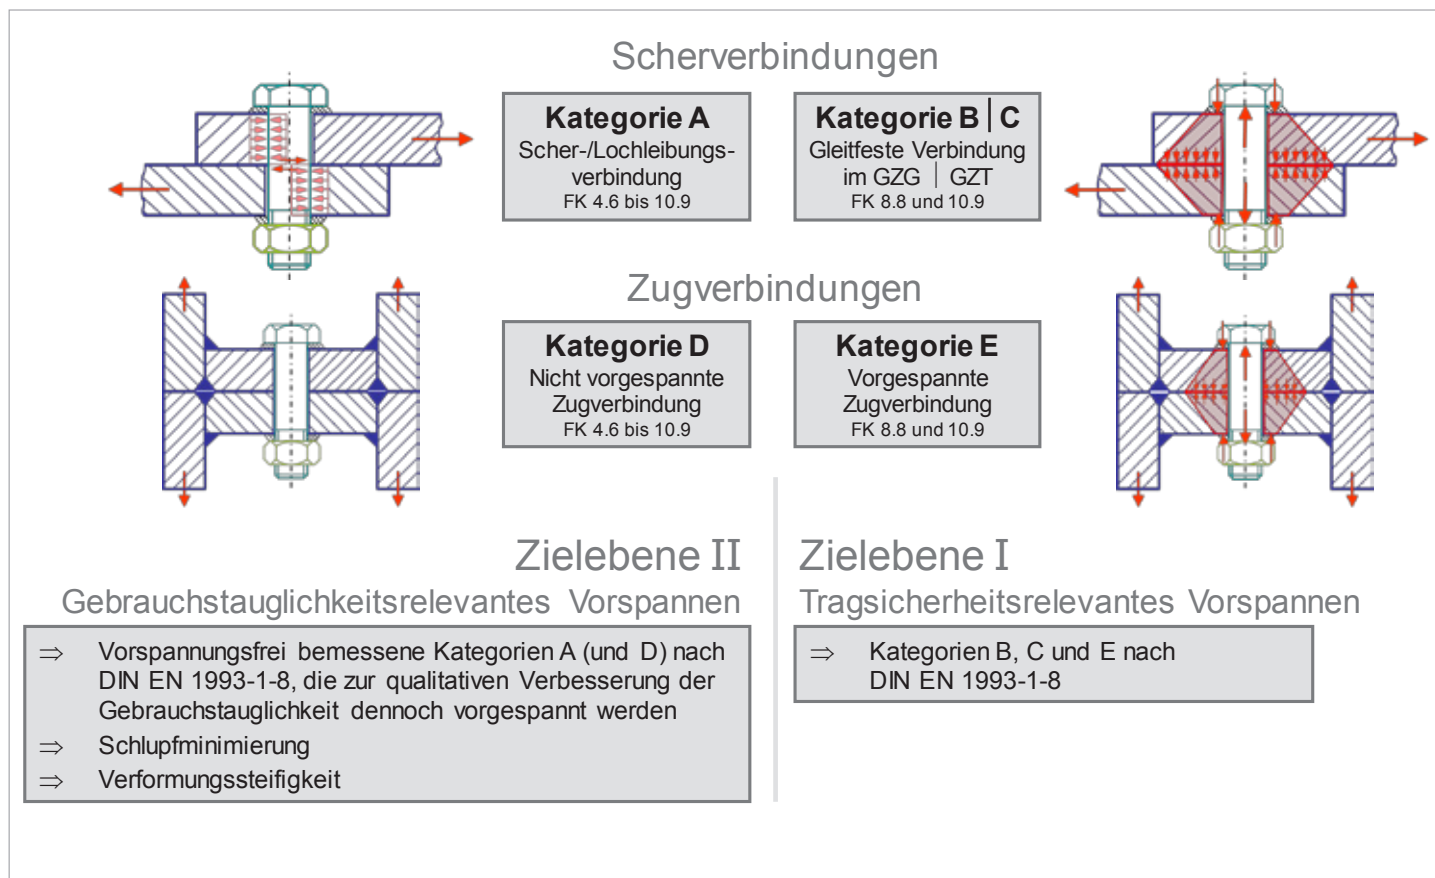 Scherverbindungen
Kategorie A
Scher-/Lochleibungs-
verbindung
FK 4.6 bis 10.9
Kategorie B | C
Gleitfeste Verbindung
im GZG | GZT
FK 8.8 und 10.9
Zugverbindungen
Kategorie D
Nicht vorgespannte
Zugverbindung
FK 4.6 bis 10.9
Kategorie E
Vorgespannte
Zugverbindung
FK 8.8 und 10.9
Zielebene II
Gebrauchstauglichkeitsrelevantes Vorspannen
⇒ Vorspannungsfrei bemessene Kategorien A (und D) nach
DIN EN 1993-1-8, die zur qualitativen Verbesserung der
Gebrauchstauglichkeit dennoch vorgespannt werden
⇒ Schlupfminimierung
⇒ Verformungssteifigkeit
Zielebene I
Tragsicherheitsrelevantes Vorspannen
⇒ Kategorien B, C und E nach
DIN EN 1993-1-8